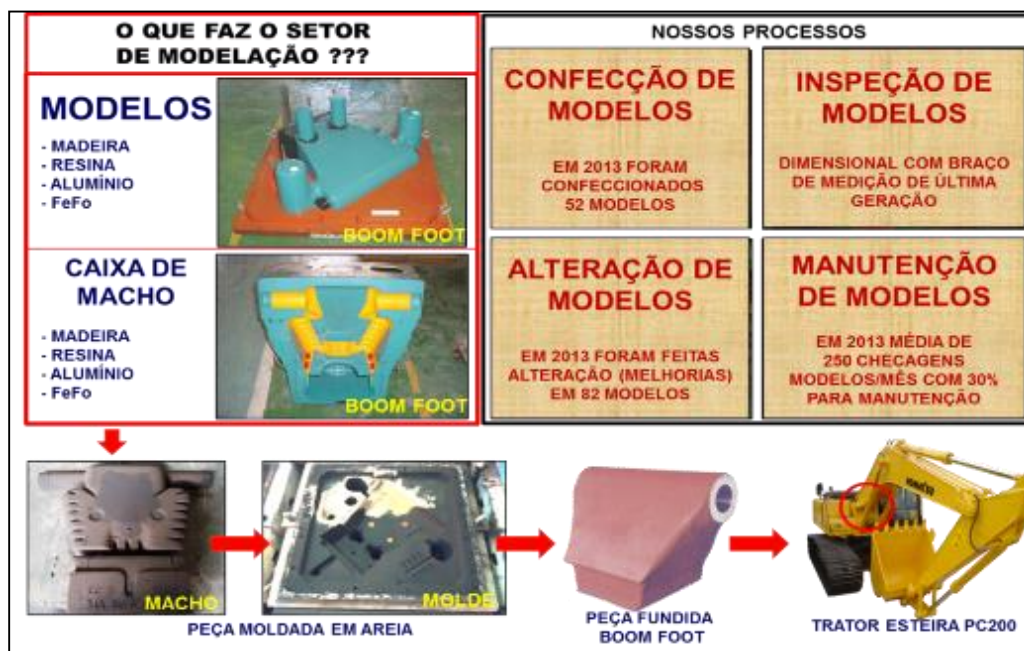 O QUE FAZ O SETOR
DE MODELAÇÃO ???
MODELOS
- MADEIRA
- RESINA
- ALUMÍNIO
- FeFo
BOOM FOOT
CAIXA DE
MACHO
- MADEIRA
- RESINA
- ALUMÍNIO
- FeFo
BOOM FOOT
NOSSOS PROCESSOS
CONFECÇÃO DE
MODELOS
EM 2013 FORAM
CONFECCIONADOS
52 MODELOS
INSPEÇÃO DE
MODELOS
DIMENSIONAL COM BRAÇO
DE MEDIÇÃO DE ÚLTIMA
GERAÇÃO
ALTERAÇÃO DE
MODELOS
EM 2013 FORAM FEITAS
ALTERAÇÃO (MELHORIAS)
EM 82 MODELOS
MANUTENÇÃO
DE MODELOS
EM 2013 MÉDIA DE
250 CHECAGENS
MODELOS/MÊS COM 30%
PARA MANUTENÇÃO
MACHO
MOLDE
PEÇA MOLDADA EM AREIA
PEÇA FUNDIDA
BOOM FOOT
KOMATSU
TRATOR ESTEIRA PC200